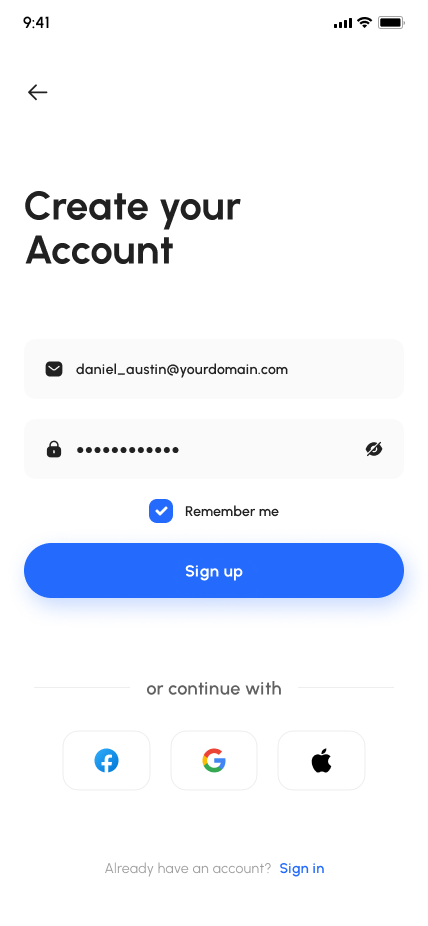 9:41
Create your
Account
daniel_austin@yourdomain.com
●●●●●●●●●●●●
Remember me
Sign up
or continue with
Already have an account? Sign in